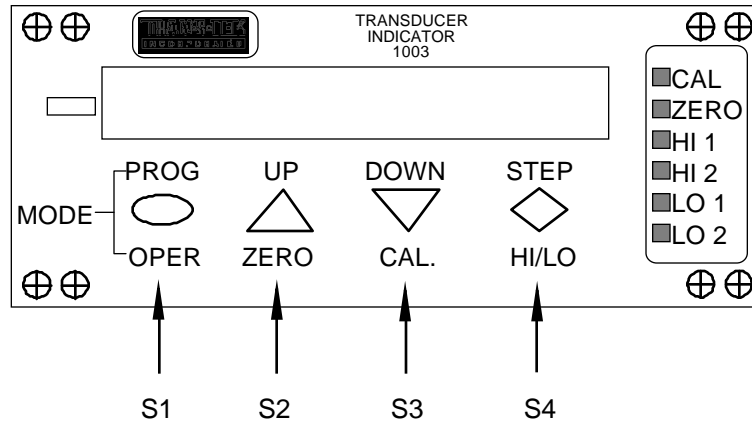 TRANSDUCER
INDICATOR
1003
CAL
ZERO
HI 1
HI 2
LO 1
LO 2
PROG UP DOWN STEP
MODE
OPER ZERO CAL. HI/LO
S1 S2 S3 S4